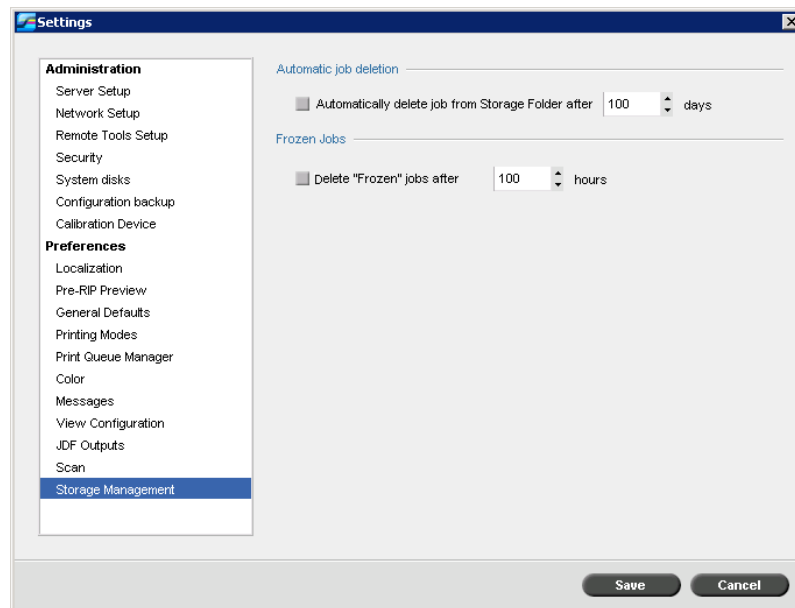 Settings
Administration
Server Setup
Network Setup
Remote Tools Setup
Security
System disks
Configuration backup
Calibration Device
Preferences
Localization
Pre-RIP Preview
General Defaults
Printing Modes
Print Queue Manager
Color
Messages
View Configuration
JDF Outputs
Scan
Storage Management
Automatic job deletion
Automatically delete job from Storage Folder after 100 days
Frozen Jobs
Delete "Frozen" jobs after 100 hours
Save Cancel